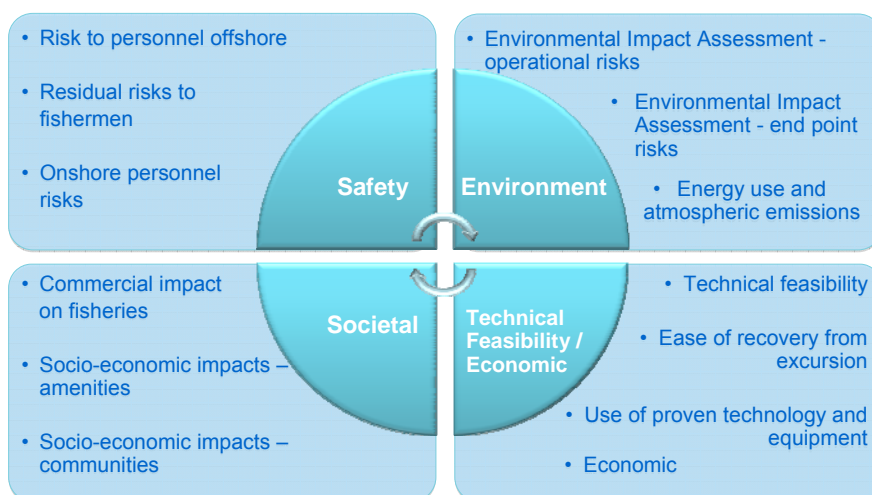 • Risk to personnel offshore
• Residual risks to
fishermen
• Onshore personnel
risks
Safety
• Environmental Impact Assessment -
operational risks
• Environmental Impact
Assessment - end point
risks
• Energy use and
atmospheric emissions
Environment
• Commercial impact
on fisheries
• Socio-economic impacts –
amenities
• Socio-economic impacts –
communities
Societal
Technical
Feasibility /
Economic
• Technical feasibility
• Ease of recovery from
excursion
• Use of proven technology and
equipment
• Economic